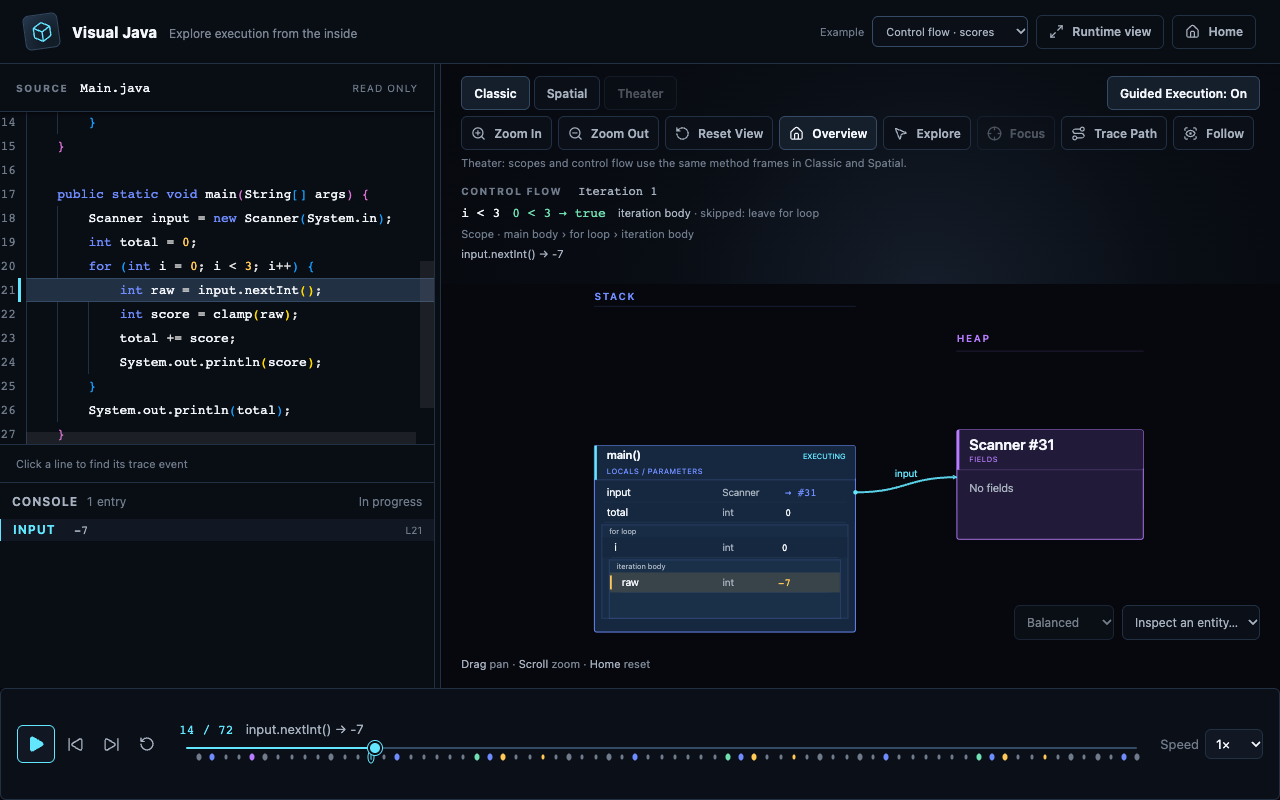 Visual Java Explore execution from the inside
Example Control flow · scores Runtime view Home
SOURCE Main.java READ ONLY
14 }
15 }
16
17 public static void main(String[] args) {
18 Scanner input = new Scanner(System.in);
19 int total = 0;
20 for (int i = 0; i < 3; i++) {
21 int raw = input.nextInt();
22 int score = clamp(raw);
23 total += score;
24 System.out.println(score);
25 }
26 System.out.println(total);
27 }
Click a line to find its trace event
CONSOLE 1 entry In progress
INPUT −7 L21
Classic Spatial Theater Guided Execution: On
Zoom In Zoom Out Reset View Overview Explore Focus Trace Path Follow
Theater: scopes and control flow use the same method frames in Classic and Spatial.
CONTROL FLOW Iteration 1
i < 3 0 < 3 → true iteration body · skipped: leave for loop
Scope · main body › for loop › iteration body
input.nextInt() → -7
STACK
HEAP
main() EXECUTING
LOCALS / PARAMETERS
input Scanner → #31
total int 0
for loop
i int 0
iteration body
raw int −7
input
Scanner #31
FIELDS
No fields
Balanced Inspect an entity...
Drag pan · Scroll zoom · Home reset
14 / 72 input.nextInt() → -7
Speed 1×